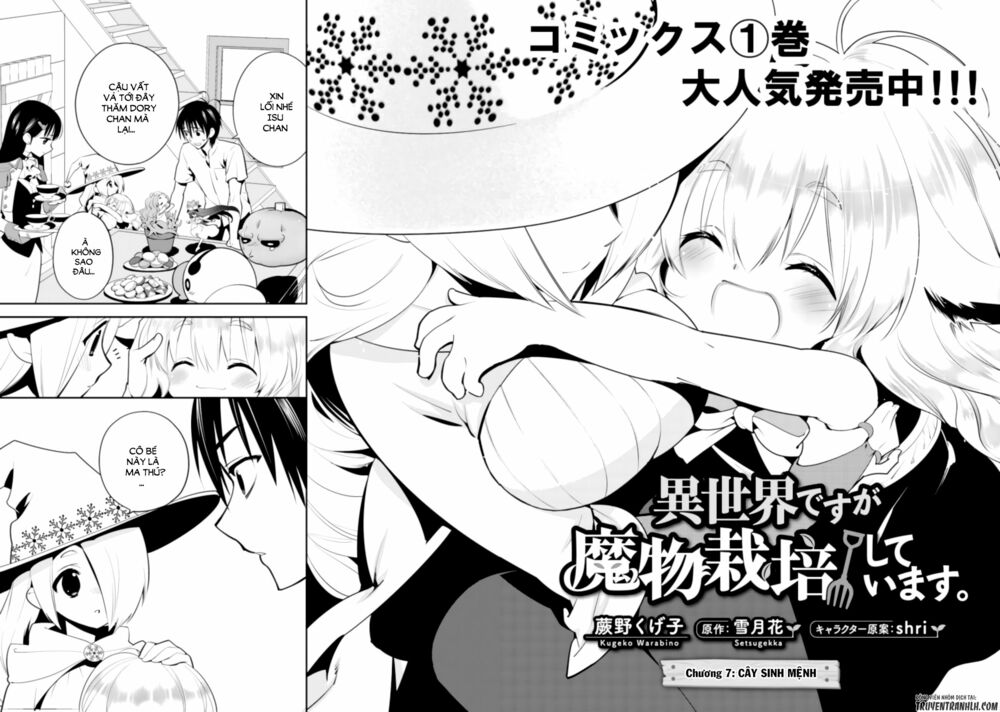 コミックス①巻
大人気発売中!!!
XIN
LỖI NHÉ
ISU
CHAN
CẬU VẤT
VẢ TỚI ĐÂY
THĂM DORY
CHAN MÀ
LẠI...
À
KHÔNG
SAO
ĐÂU...
CÔ BÉ
NÀY LÀ
MA THÚ?
...
異世界ですが
魔物栽培して
います。
蕨野くげ子
Kugeko Warabino
原作:雪月花
Setsugekka
キャラクター原案:shri
Chương 7: CÂY SINH MỆNH
TRUYENTRANHLH.COM